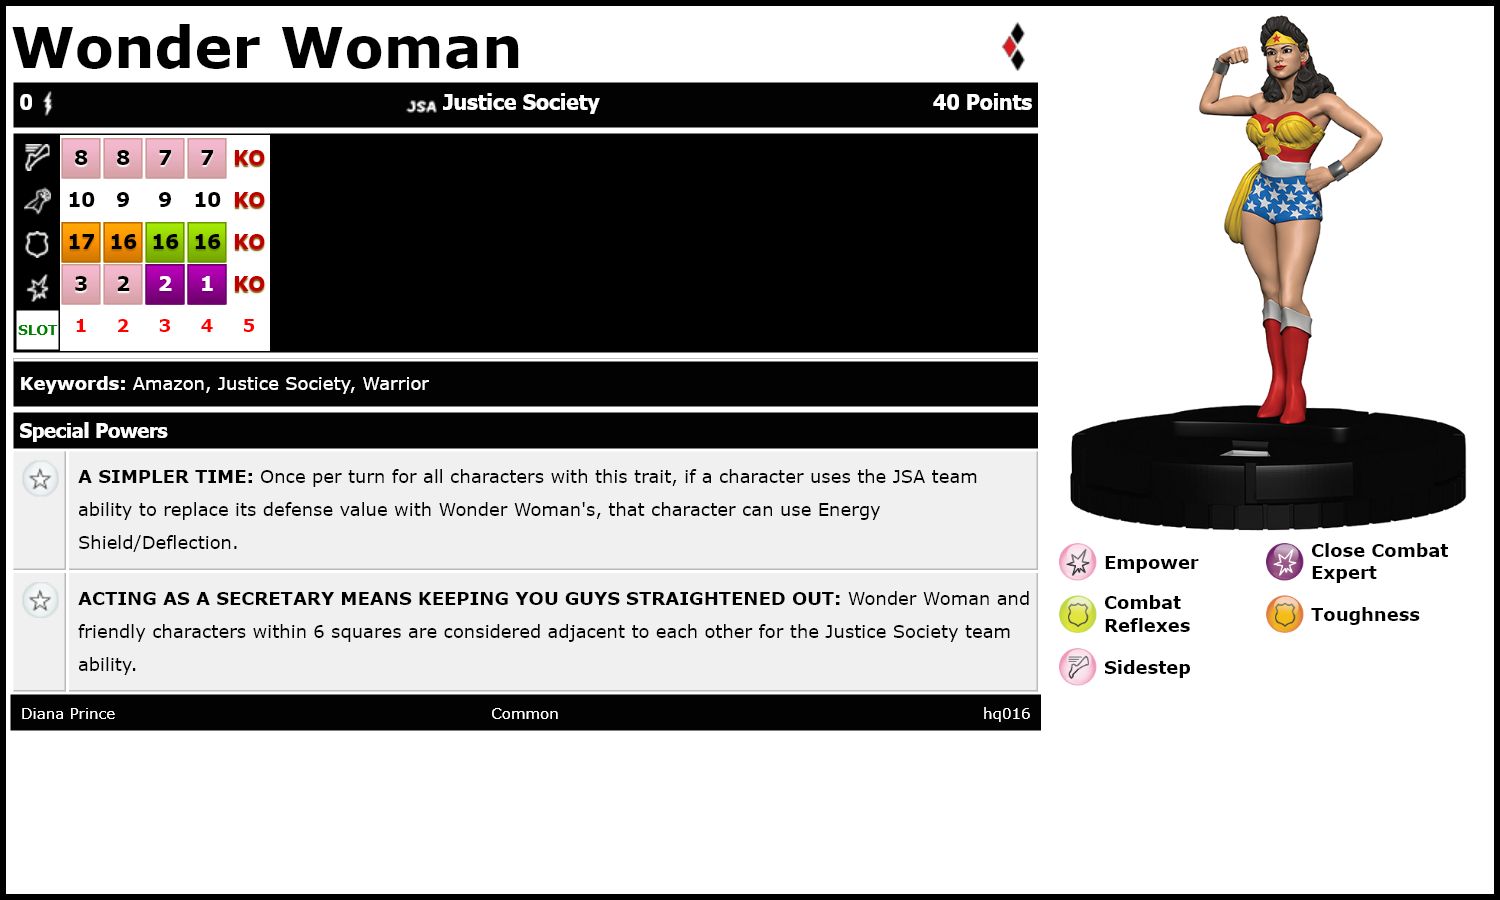 Wonder Woman
0 JSA Justice Society 40 Points
8 8 7 7 KO
10 9 9 10 KO
17 16 16 16 KO
3 2 2 1 KO
SLOT 1 2 3 4 5
Keywords: Amazon, Justice Society, Warrior
Special Powers
A SIMPLER TIME: Once per turn for all characters with this trait, if a character uses the JSA team
ability to replace its defense value with Wonder Woman's, that character can use Energy
Shield/Deflection.
ACTING AS A SECRETARY MEANS KEEPING YOU GUYS STRAIGHTENED OUT: Wonder Woman and
friendly characters within 6 squares are considered adjacent to each other for the Justice Society team
ability.
Diana Prince Common hq016
Empower
Close Combat
Expert
Combat
Reflexes
Toughness
Sidestep